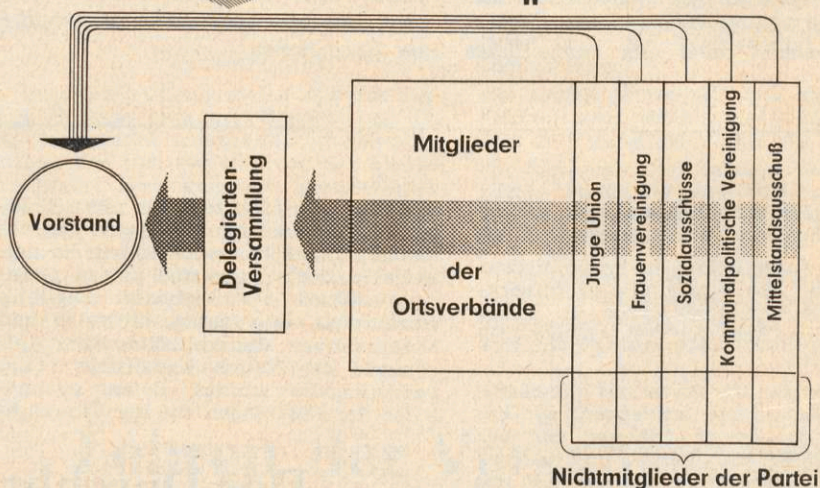 Mitglieder
der
Ortsverbände
Vorstand
Delegierten-
Versammlung
Junge Union
Frauenvereinigung
Sozialausschüsse
Kommunalpolitische Vereinigung
Mittelstandsausschuß
Nichtmitglieder der Partei